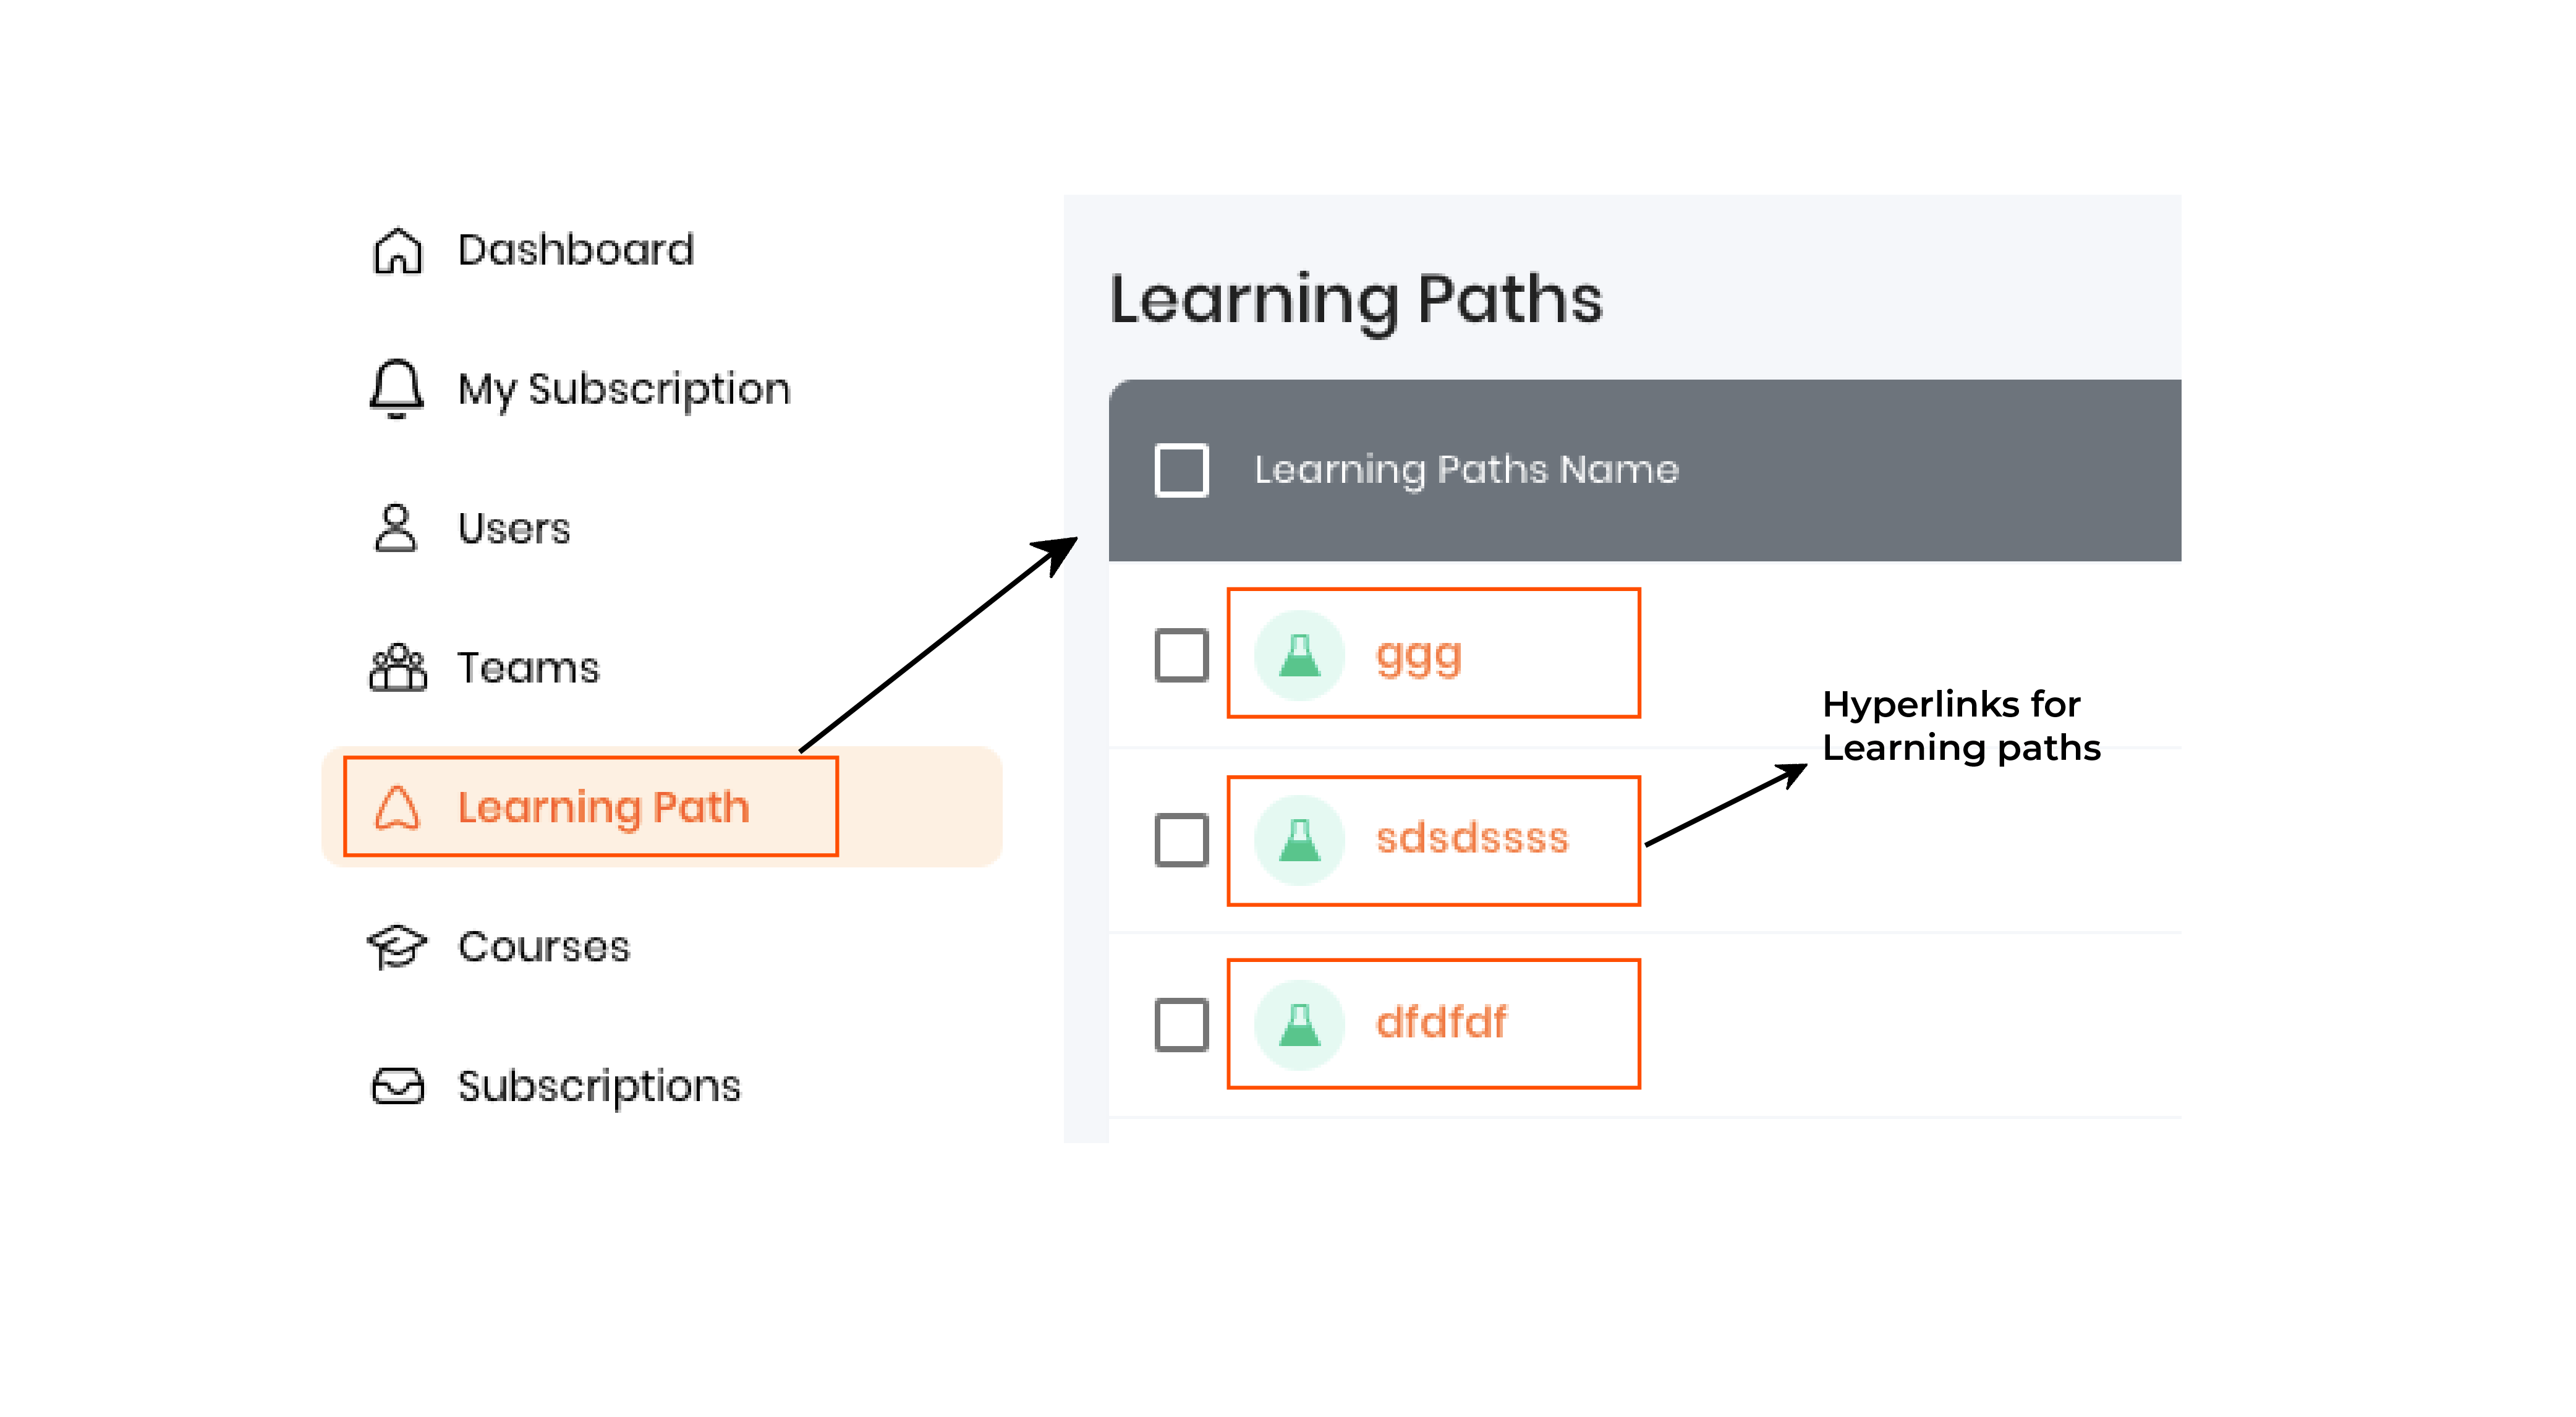 Dashboard
My Subscription
Users
Teams
Learning Path
Courses
Subscriptions
Learning Paths
Learning Paths Name
ggg
sdsdssss
dfdfdf
Hyperlinks for
Learning paths